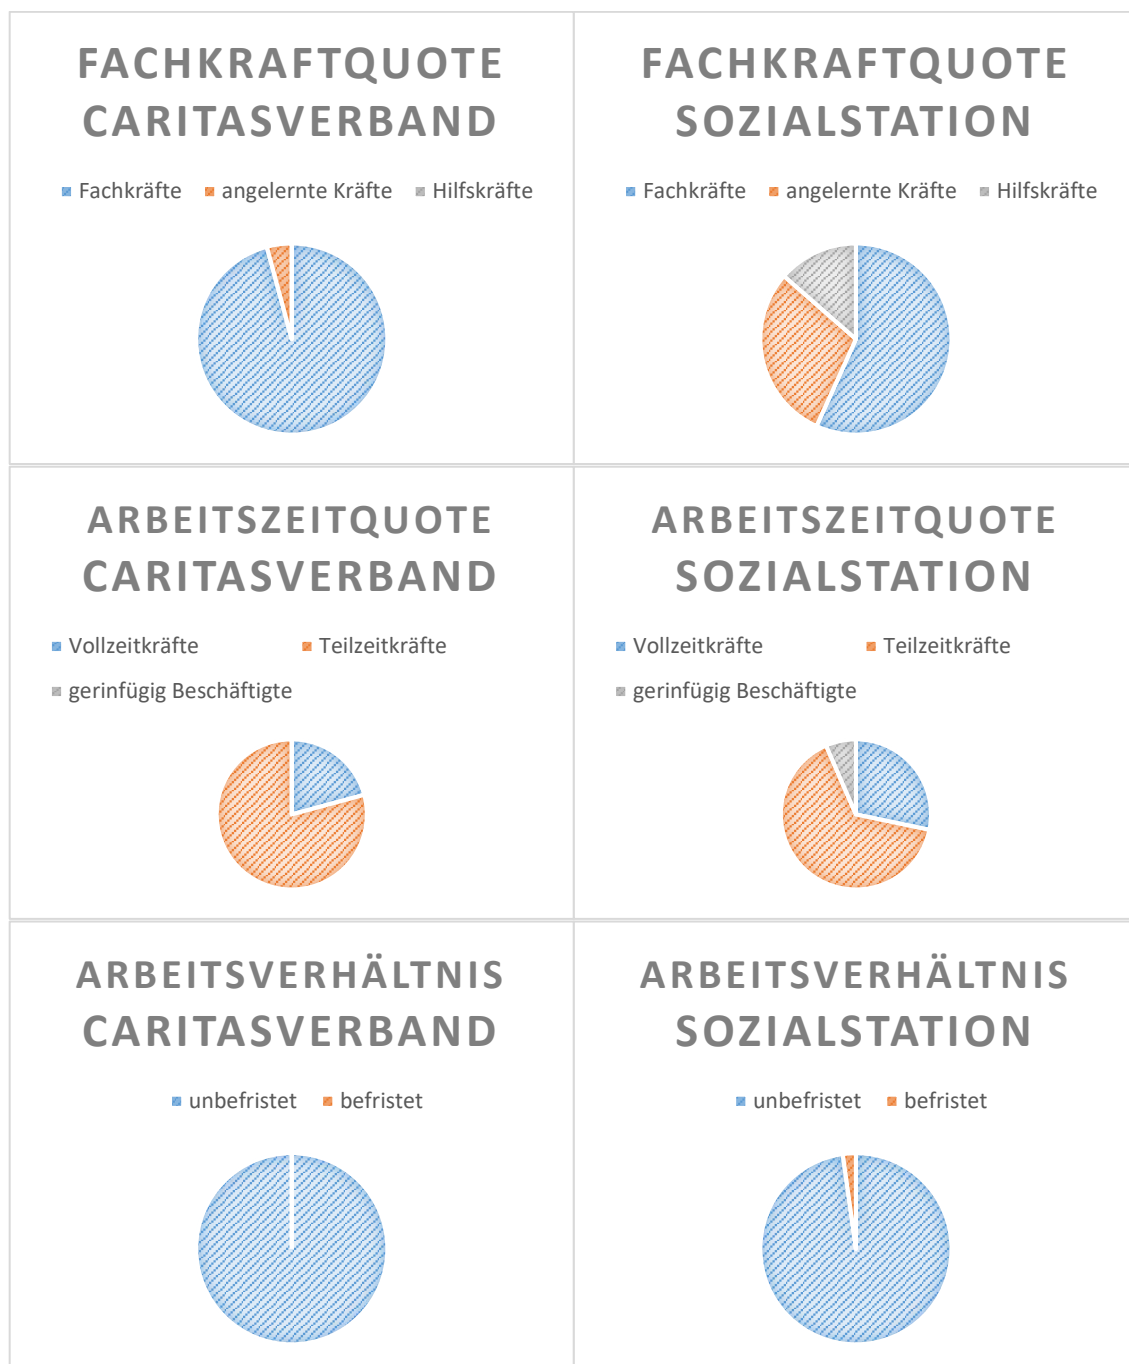 FACHKRAFTQUOTE
CARITASVERBAND
Fachkräfte angelernte Kräfte Hilfskräfte
FACHKRAFTQUOTE
SOZIALSTATION
Fachkräfte angelernte Kräfte Hilfskräfte
ARBEITSZEITQUOTE
CARITASVERBAND
Vollzeitkräfte Teilzeitkräfte
gerinfügig Beschäftigte
ARBEITSZEITQUOTE
SOZIALSTATION
Vollzeitkräfte Teilzeitkräfte
gerinfügig Beschäftigte
ARBEITSVERHÄLTNIS
CARITASVERBAND
unbefristet befristet
ARBEITSVERHÄLTNIS
SOZIALSTATION
unbefristet befristet